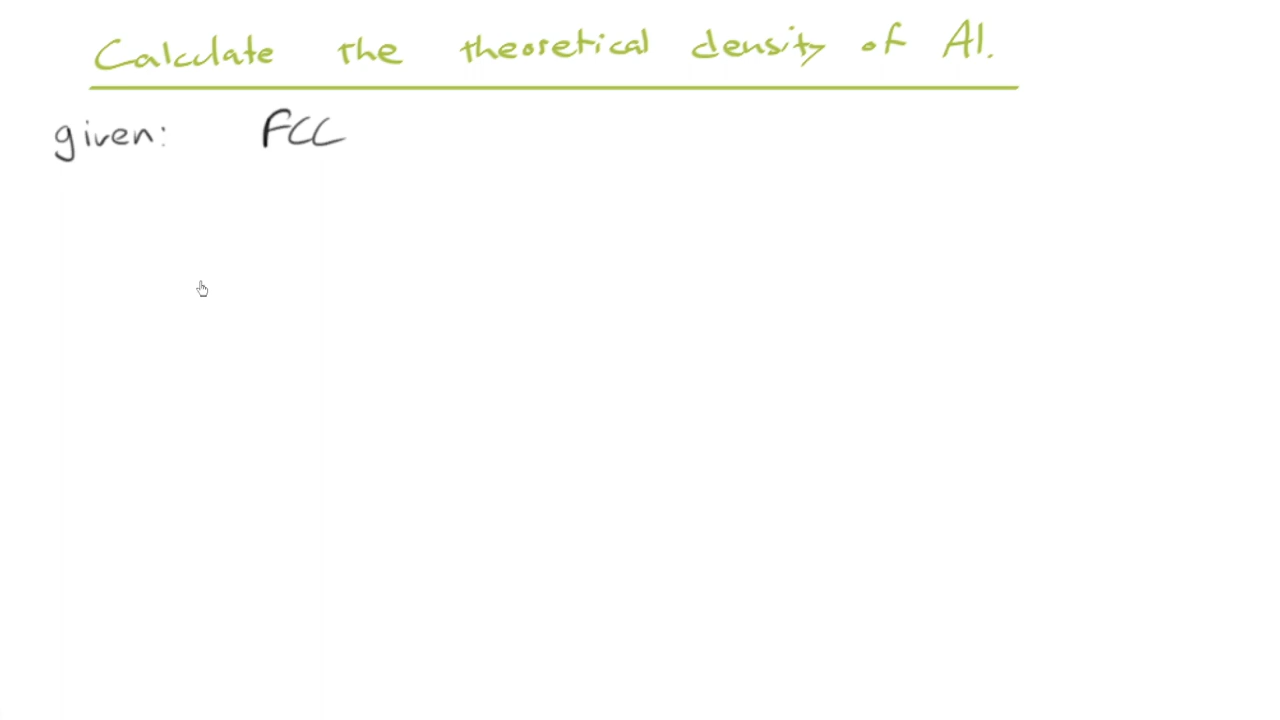 Calculate the theoretical density of Al.
given: FCC